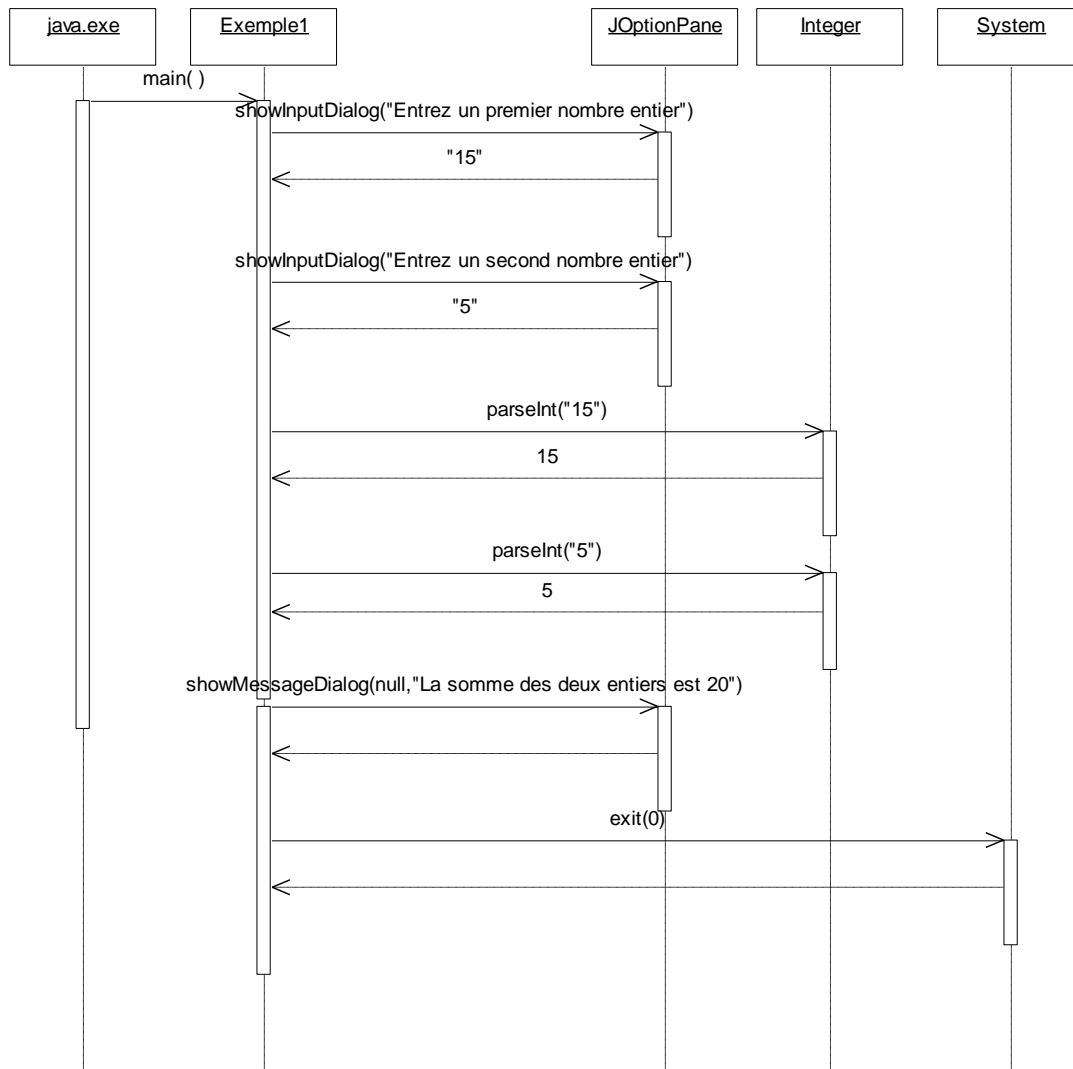 java.exe
Exemple1
JOptionPane
Integer
System
main( )
showInputDialog("Entrez un premier nombre entier")
"15"
showInputDialog("Entrez un second nombre entier")
"5"
parseInt("15")
15
parseInt("5")
5
showMessageDialog(null,"La somme des deux entiers est 20")
exit(0)